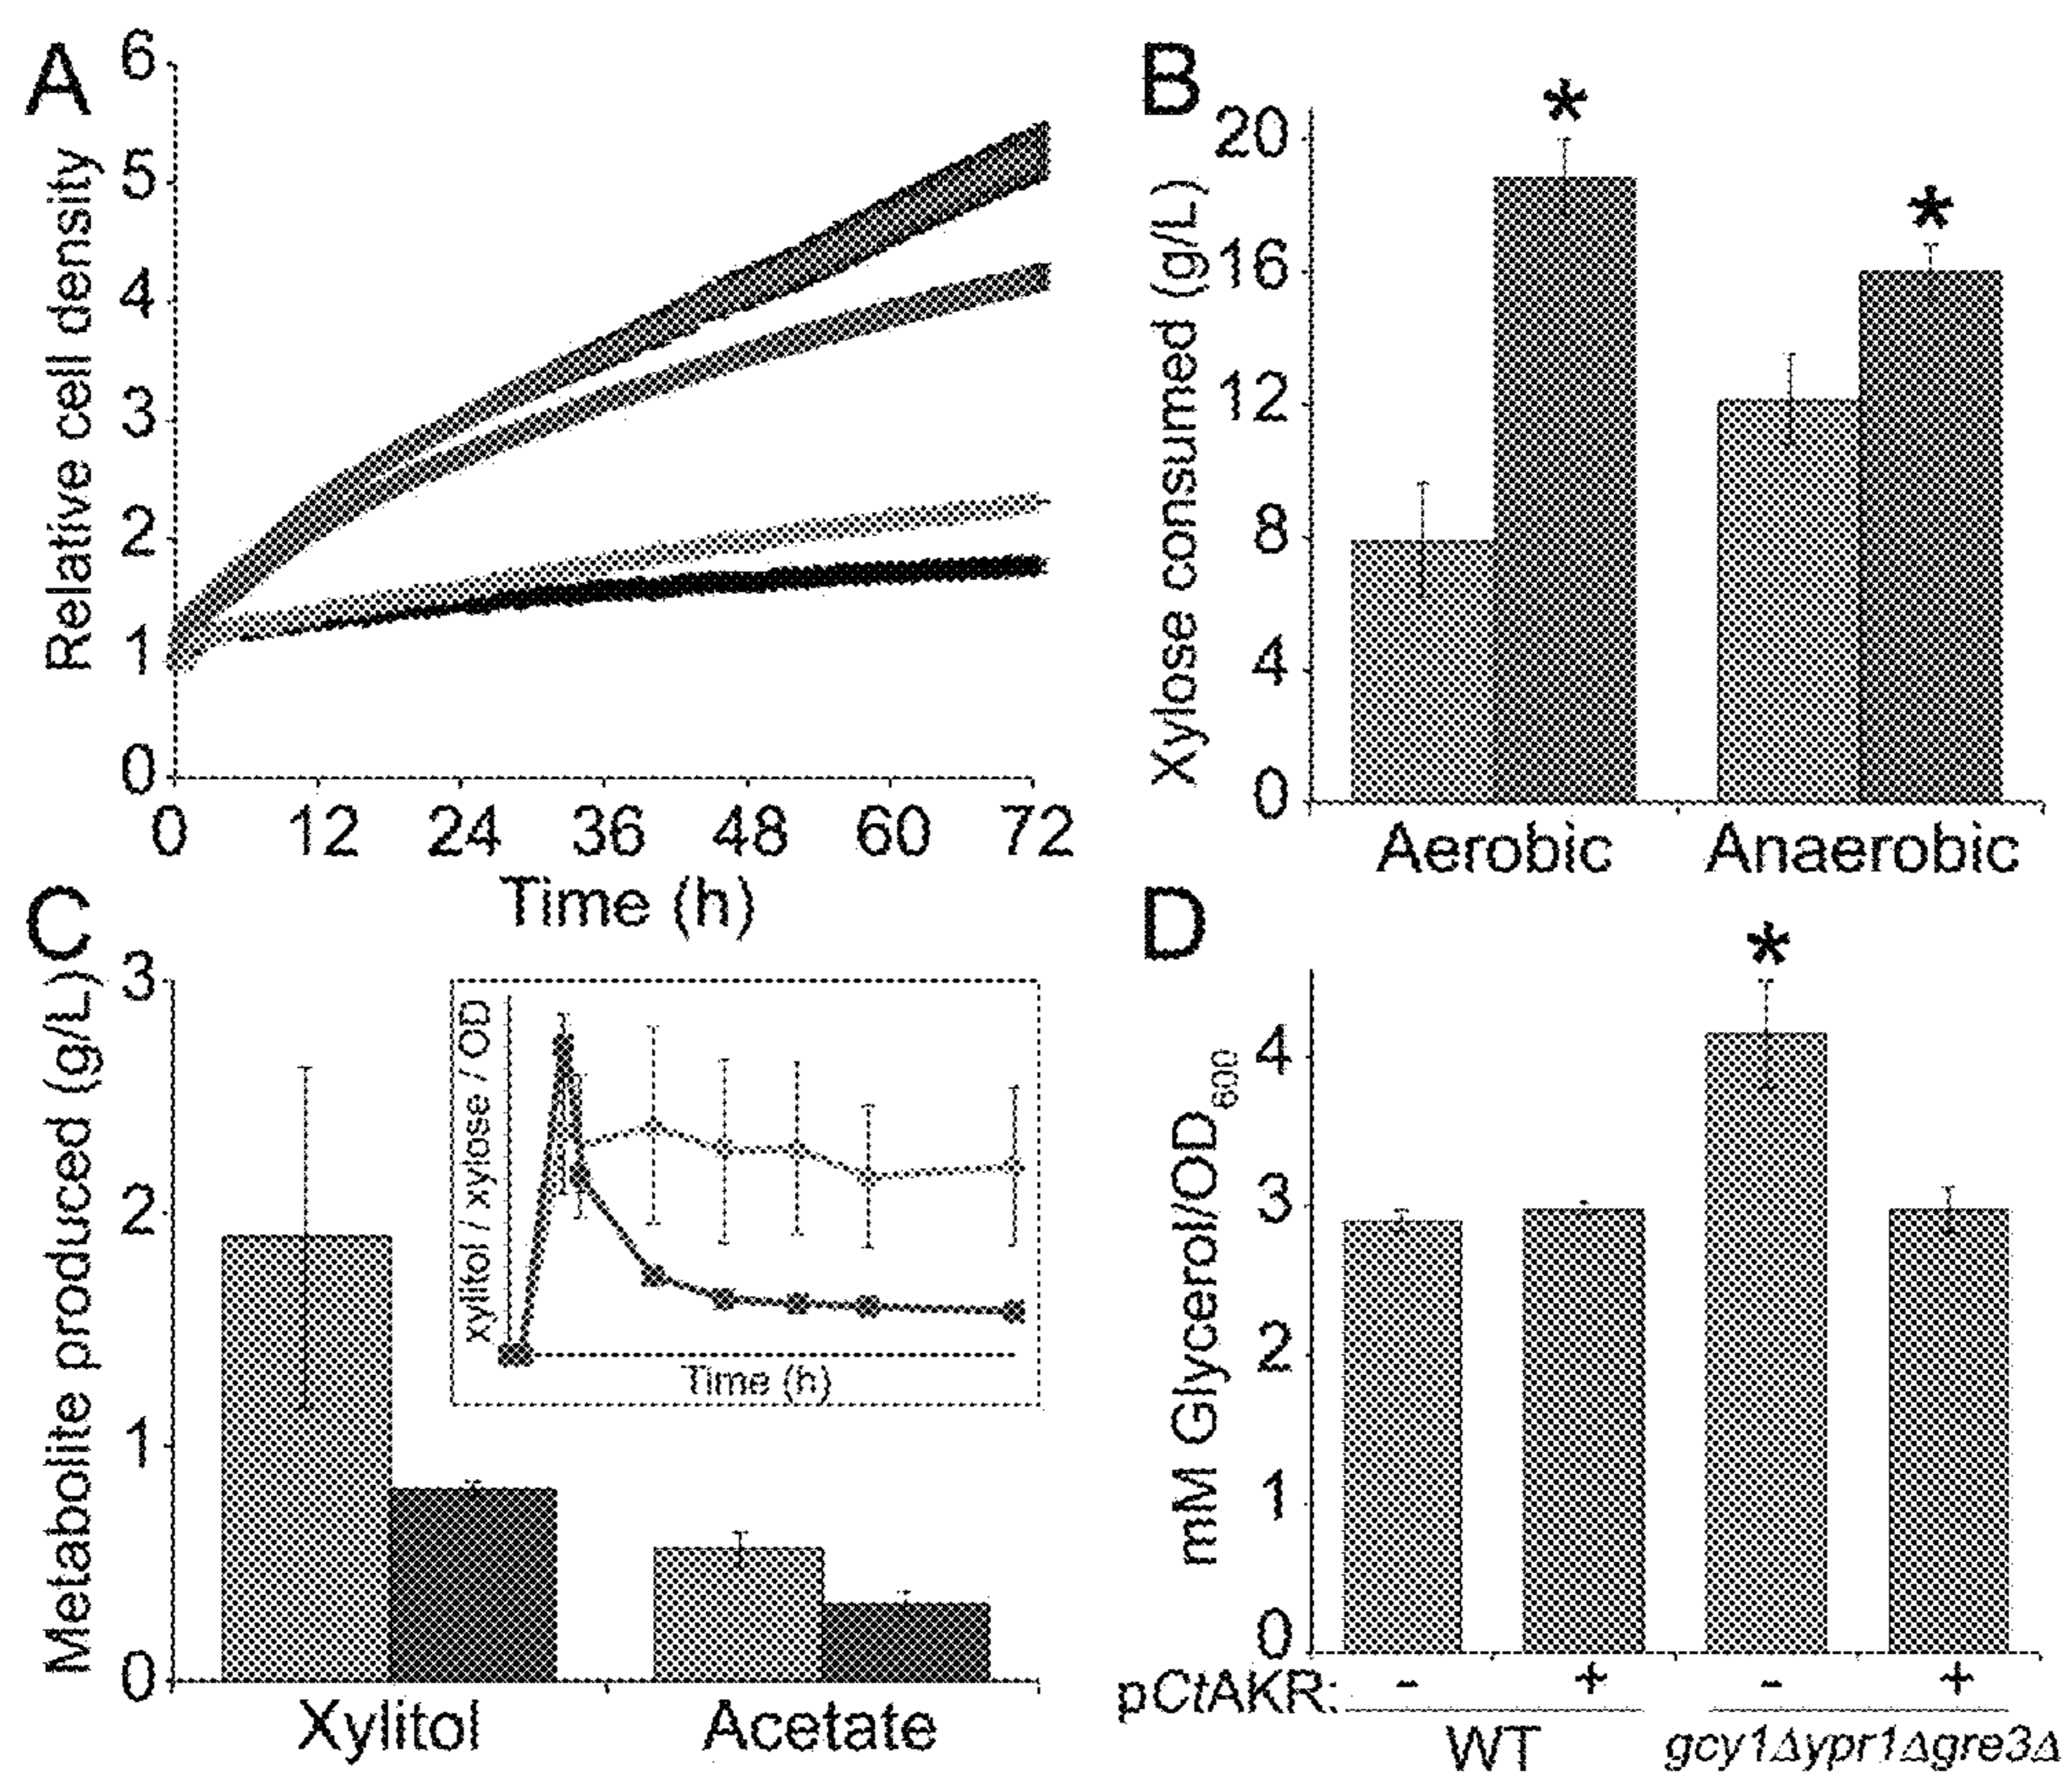 A
Relative cell density
6
5
4
3
2
1
0
0 12 24 36 48 60 72
Time (h)
B
*
*
Xylose consumed (g/L)
20
16
12
8
4
0
Aerobic Anaerobic
C
Metabolite produced (g/L)
3
2
1
0
xylitol / xylose / OD
Time (h)
Xylitol Acetate
D
*
mM Glycerol/OD600
4
3
2
1
0
pCtAKR: - + - +
WT gcy1Δypr1Δgre3Δ